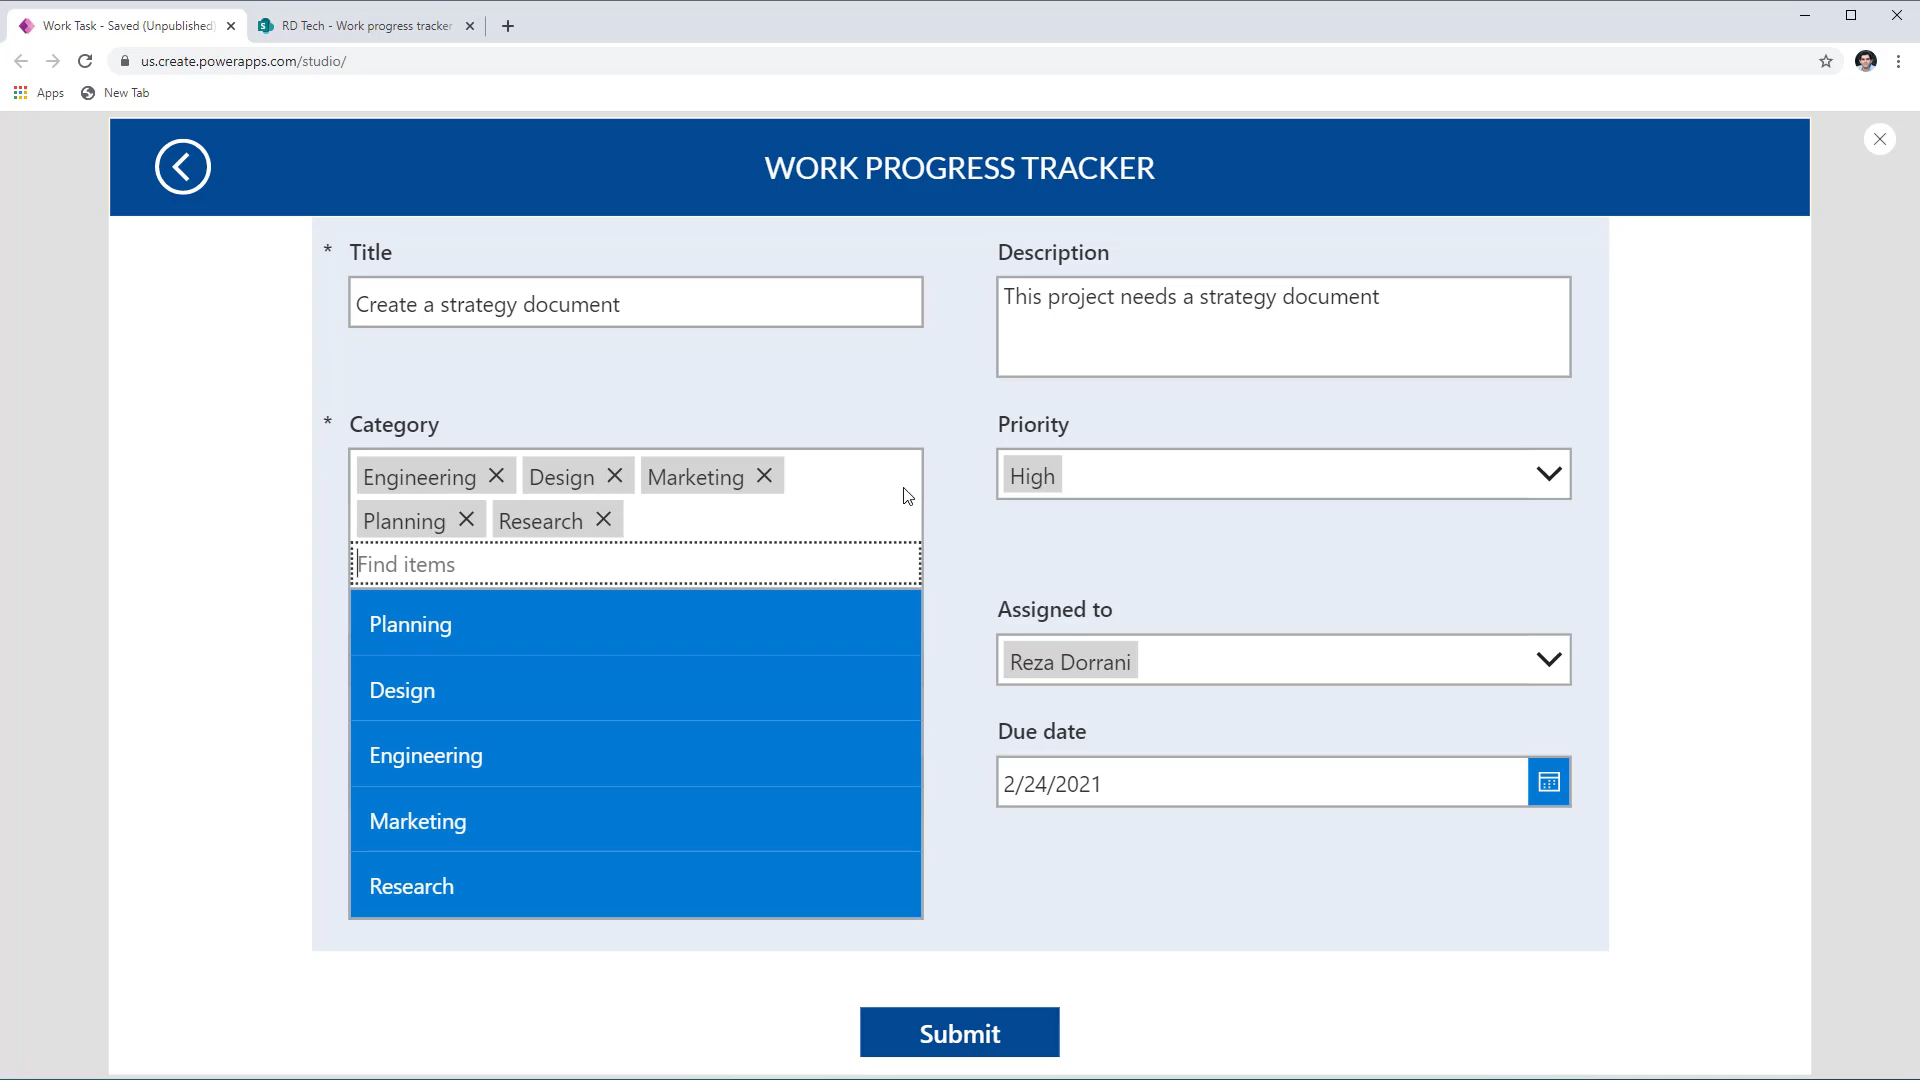 Work Task - Saved (Unpublished)
RD Tech - Work progress tracker
us.create.powerapps.com/studio/
Apps
New Tab
WORK PROGRESS TRACKER
* Title
Create a strategy document
Description
This project needs a strategy document
* Category
Engineering
Design
Marketing
Planning
Research
Find items
Planning
Design
Engineering
Marketing
Research
Priority
High
Assigned to
Reza Dorrani
Due date
2/24/2021
Submit